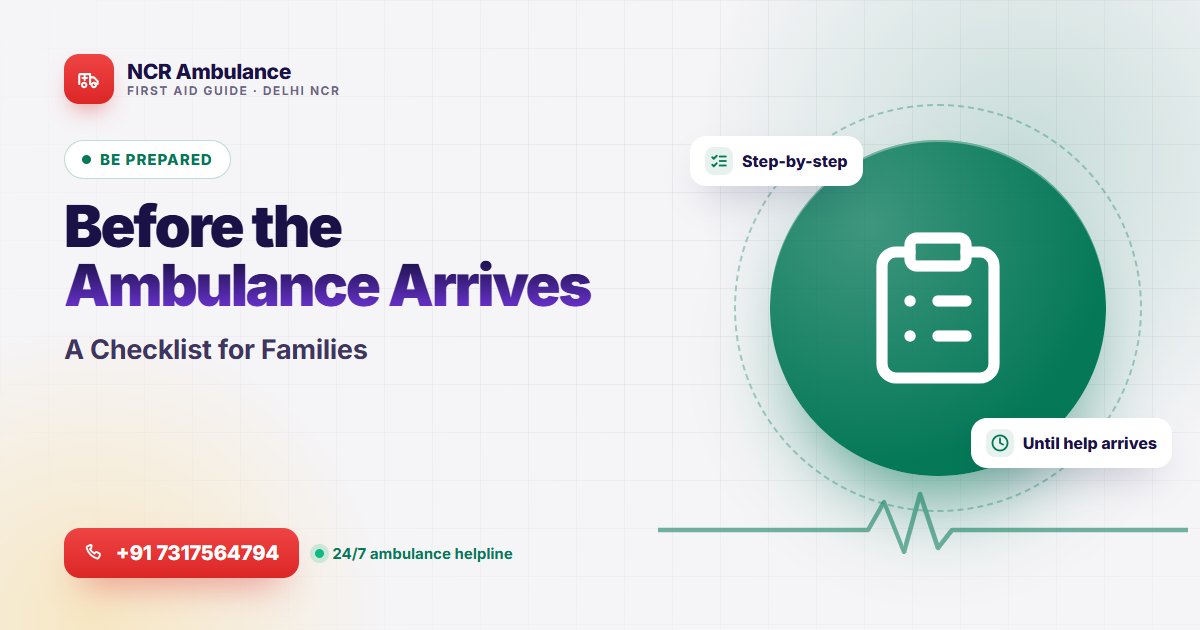 NCR Ambulance
FIRST AID GUIDE · DELHI NCR
BE PREPARED
Before the
Ambulance Arrives
A Checklist for Families
Step-by-step
Until help arrives
+91 7317564794
24/7 ambulance helpline